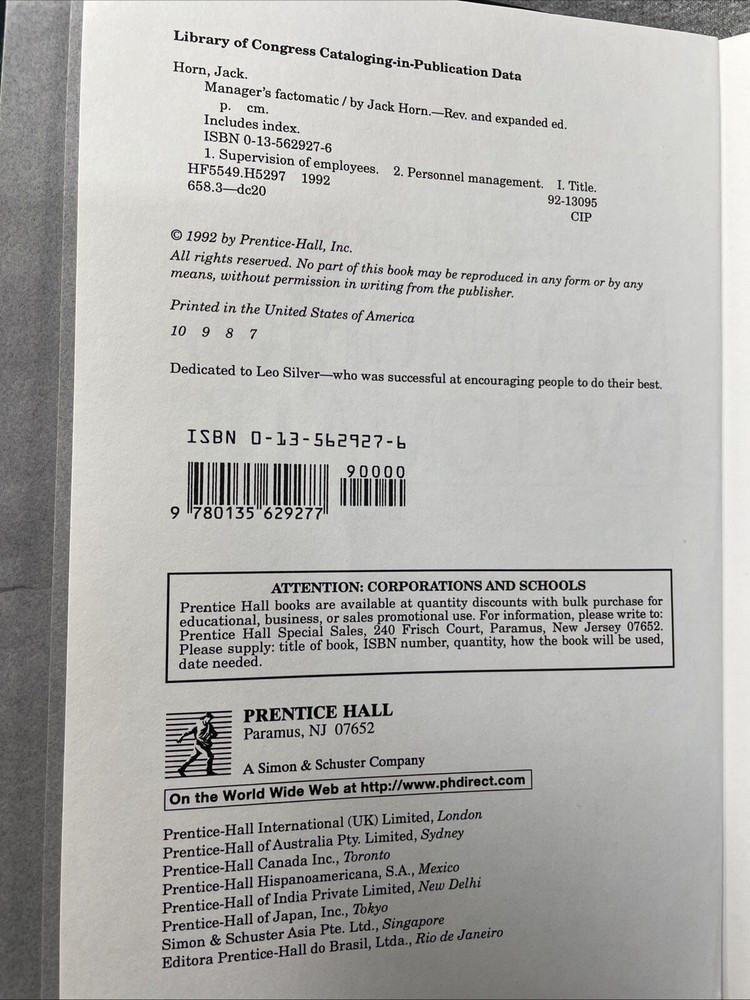 Library of Congress Cataloging-in-Publication Data
Horn, Jack.
Manager's factomatic / by Jack Horn.—Rev. and expanded ed.
p. cm.
Includes index.
ISBN 0-13-562927-6
1. Supervision of employees. 2. Personnel management. I. Title.
HF5549.H5297 1992
92-13095
658.3—dc20
CIP
© 1992 by Prentice-Hall, Inc.
All rights reserved. No part of this book may be reproduced in any form or by any
means, without permission in writing from the publisher.
Printed in the United States of America
10 9 8 7
Dedicated to Leo Silver—who was successful at encouraging people to do their best.
ISBN 0-13-562927-6
90000
9 780135 629277
ATTENTION: CORPORATIONS AND SCHOOLS
Prentice Hall books are available at quantity discounts with bulk purchase for
educational, business, or sales promotional use. For information, please write to:
Prentice Hall Special Sales, 240 Frisch Court, Paramus, New Jersey 07652.
Please supply: title of book, ISBN number, quantity, how the book will be used,
date needed.
PRENTICE HALL
Paramus, NJ 07652
A Simon & Schuster Company
On the World Wide Web at http://www.phdirect.com
Prentice-Hall International (UK) Limited, London
Prentice-Hall of Australia Pty. Limited, Sydney
Prentice-Hall Canada Inc., Toronto
Prentice-Hall Hispanoamericana, S.A., Mexico
Prentice-Hall of India Private Limited, New Delhi
Prentice-Hall of Japan, Inc., Tokyo
Simon & Schuster Asia Pte. Ltd., Singapore
Editora Prentice-Hall do Brasil, Ltda., Rio de Janeiro